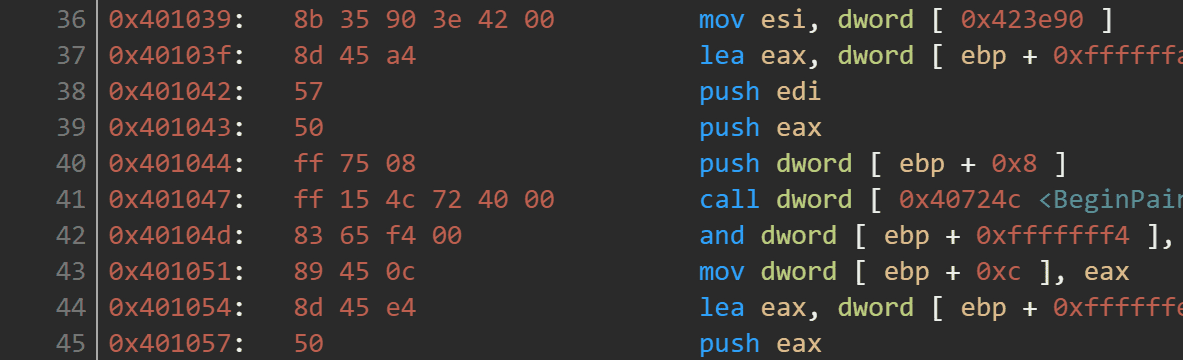 36 0x401039: 8b 35 90 3e 42 00 mov esi, dword [ 0x423e90 ]
37 0x40103f: 8d 45 a4 lea eax, dword [ ebp + 0xffffffa
38 0x401042: 57 push edi
39 0x401043: 50 push eax
40 0x401044: ff 75 08 push dword [ ebp + 0x8 ]
41 0x401047: ff 15 4c 72 40 00 call dword [ 0x40724c <BeginPain
42 0x40104d: 83 65 f4 00 and dword [ ebp + 0xfffffff4 ],
43 0x401051: 89 45 0c mov dword [ ebp + 0xc ], eax
44 0x401054: 8d 45 e4 lea eax, dword [ ebp + 0xffffffe
45 0x401057: 50 push eax